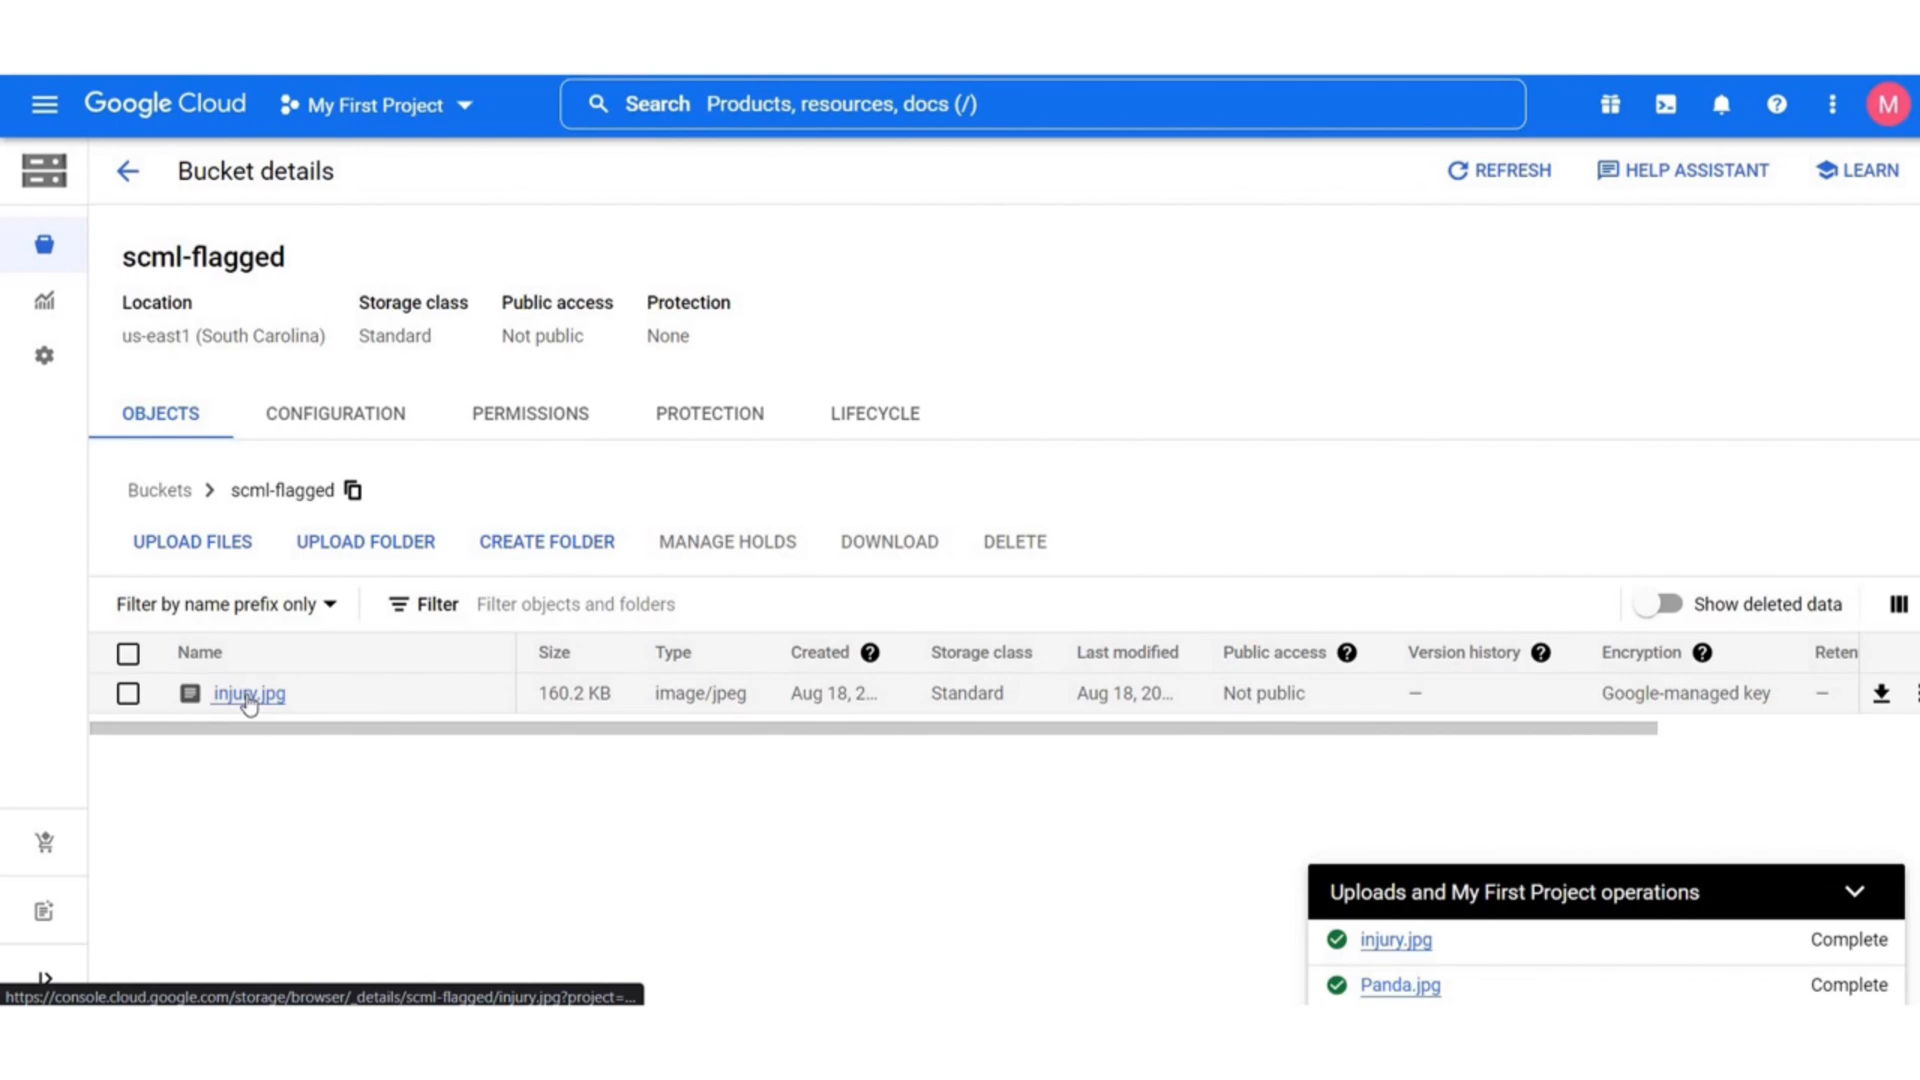 Google Cloud My First Project Search Products, resources, docs (/) M
Bucket details REFRESH HELP ASSISTANT LEARN
scml-flagged
Location Storage class Public access Protection
us-east1 (South Carolina) Standard Not public None
OBJECTS CONFIGURATION PERMISSIONS PROTECTION LIFECYCLE
Buckets > scml-flagged
UPLOAD FILES UPLOAD FOLDER CREATE FOLDER MANAGE HOLDS DOWNLOAD DELETE
Filter by name prefix only Filter Filter objects and folders Show deleted data
Name Size Type Created Storage class Last modified Public access Version history Encryption Reten
injury.jpg 160.2 KB image/jpeg Aug 18, 2... Standard Aug 18, 20... Not public — Google-managed key —
Uploads and My First Project operations
injury.jpg Complete
Panda.jpg Complete
https://console.cloud.google.com/storage/browser/_details/scml-flagged/injury.jpg?project=...